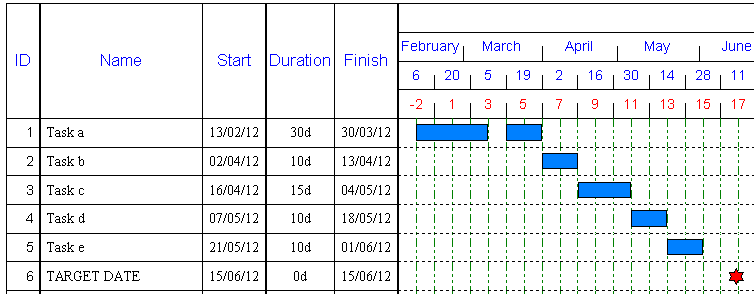 February March April May June
ID Name Start Duration Finish
6 20 5 19 2 16 30 14 28 11
-2 1 3 5 7 9 11 13 15 17
1 Task a 13/02/12 30d 30/03/12
2 Task b 02/04/12 10d 13/04/12
3 Task c 16/04/12 15d 04/05/12
4 Task d 07/05/12 10d 18/05/12
5 Task e 21/05/12 10d 01/06/12
6 TARGET DATE 15/06/12 0d 15/06/12